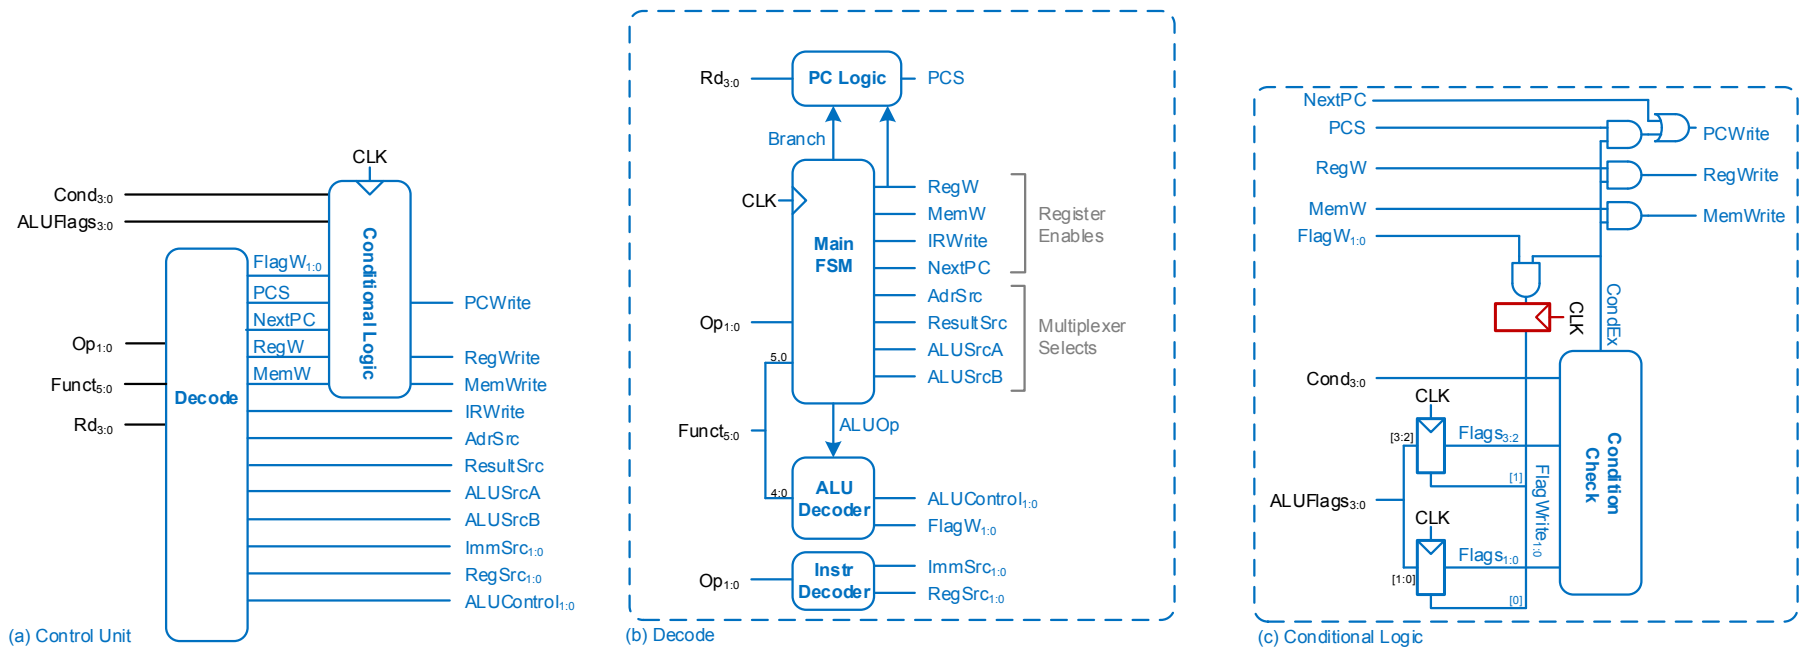 CLK
Cond3:0
ALUFlags3:0
Conditional Logic
FlagW1:0
PCS
NextPC
RegW
MemW
PCWrite
RegWrite
MemWrite
Op1:0
Funct5:0
Rd3:0
Decode
IRWrite
AdrSrc
ResultSrc
ALUSrcA
ALUSrcB
ImmSrc1:0
RegSrc1:0
ALUControl1:0
(a) Control Unit
Rd3:0
PC Logic
PCS
Branch
CLK
Main
FSM
RegW
MemW
IRWrite
NextPC
Register
Enables
AdrSrc
ResultSrc
ALUSrcA
ALUSrcB
Multiplexer
Selects
Op1:0
5,0
Funct5:0
ALUOp
4:0
ALU
Decoder
ALUControl1:0
FlagW1:0
Op1:0
Instr
Decoder
ImmSrc1:0
RegSrc1:0
(b) Decode
NextPC
PCS
RegW
MemW
FlagW1:0
PCWrite
RegWrite
MemWrite
CLK
CondEx
Cond3:0
CLK
[3:2]
Flags3:2
[1]
ALUFlags3:0
CLK
[1:0]
Flags1:0
[0]
FlagWrite1:0
Condition
Check
(c) Conditional Logic